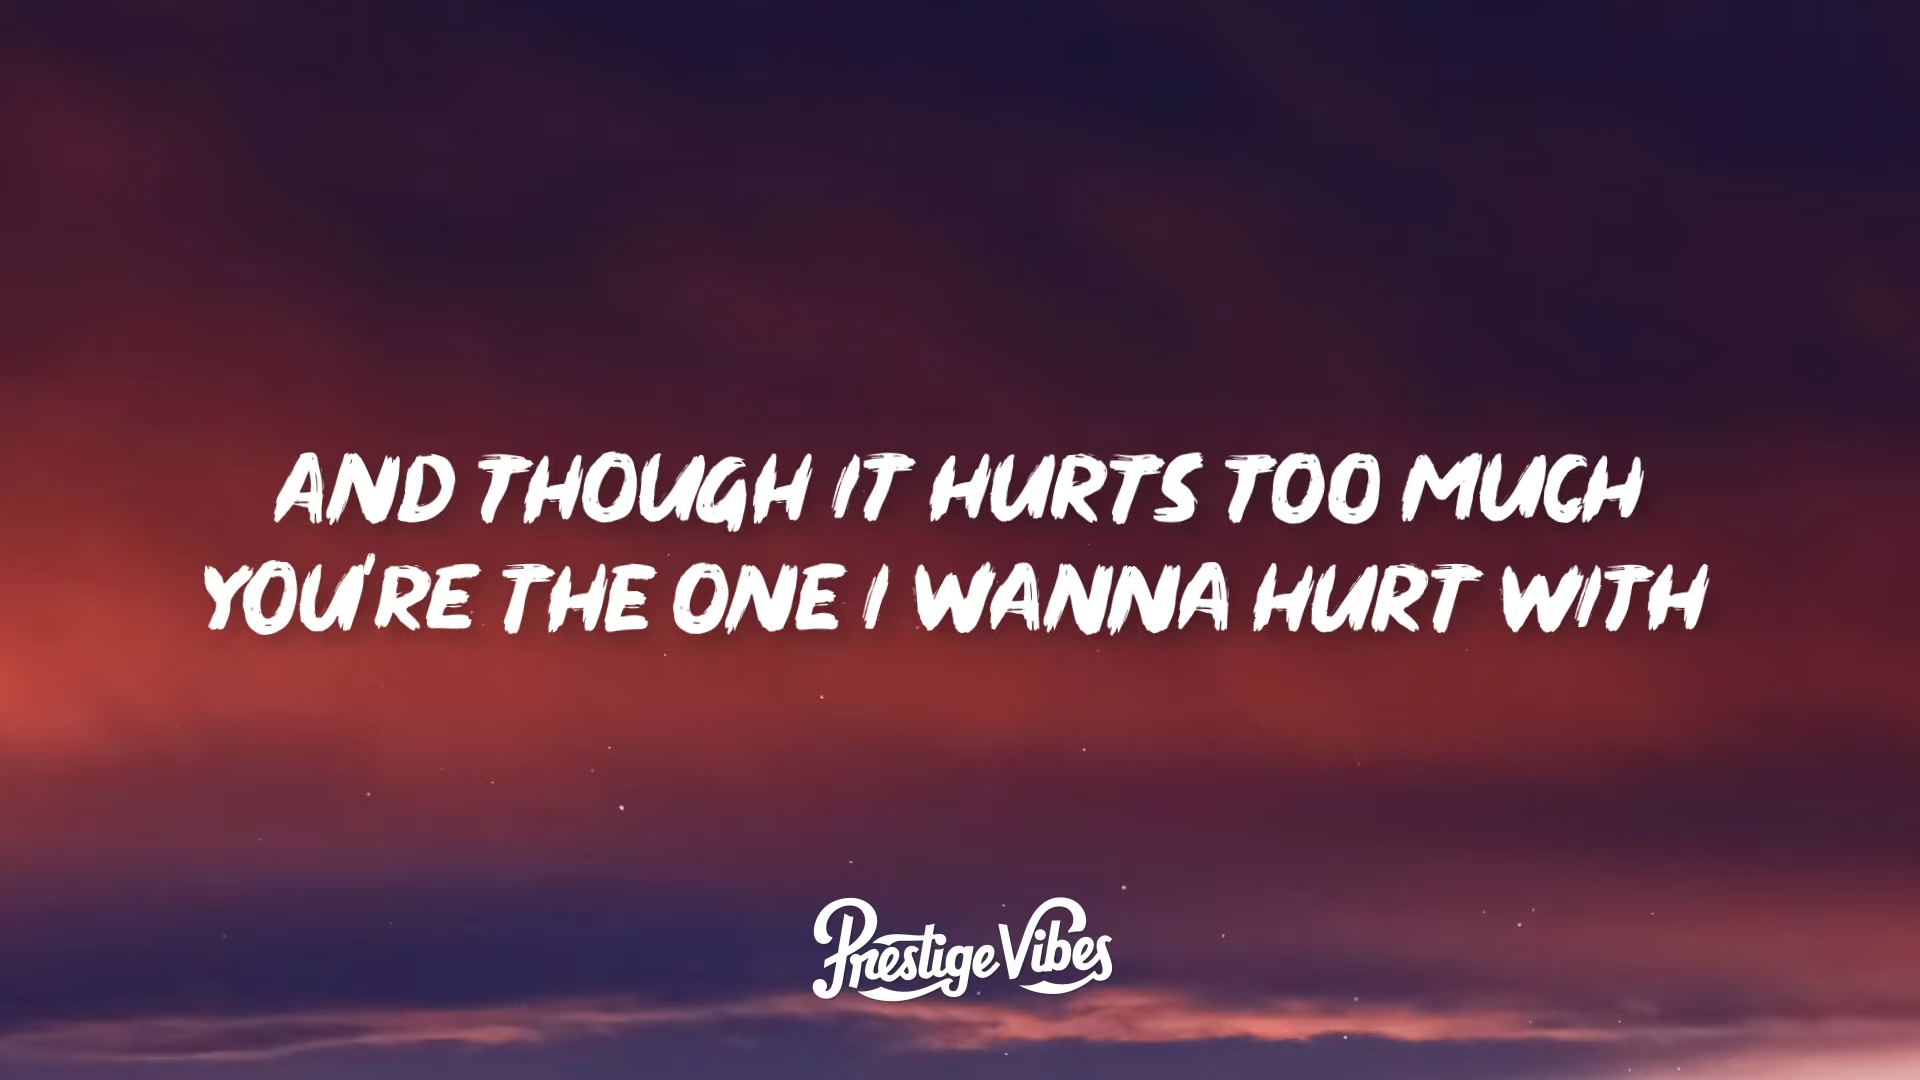 AND THOUGH IT HURTS TOO MUCH
YOU'RE THE ONE I WANNA HURT WITH
Prestige Vibes